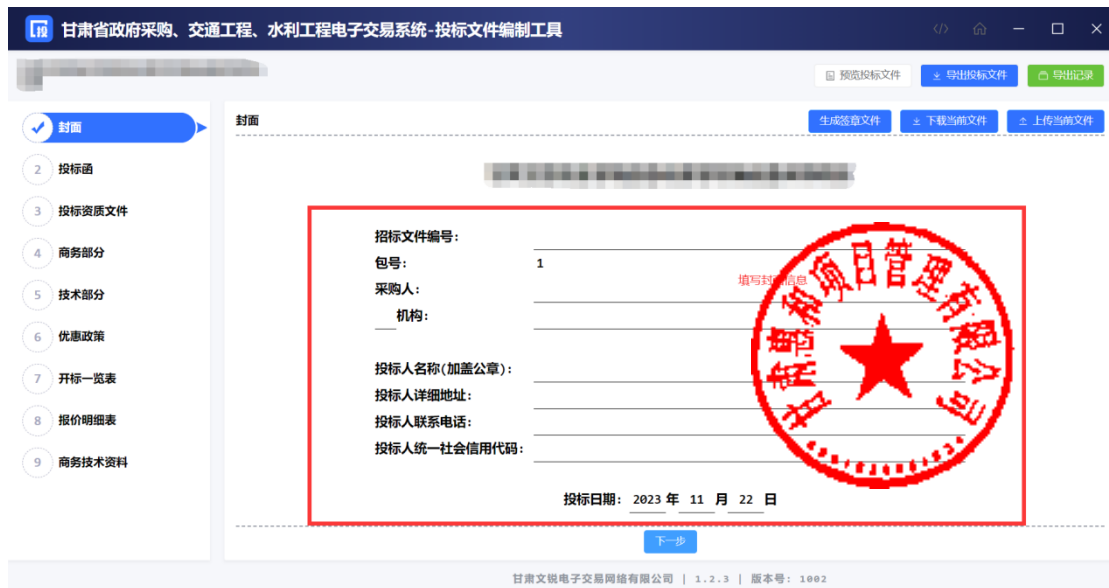 甘肃省政府采购、交通工程、水利工程电子交易系统-投标文件编制工具
预览投标文件 导出投标文件 导出记录
封面
2 投标函
3 投标资质文件
4 商务部分
5 技术部分
6 优惠政策
7 开标一览表
8 报价明细表
9 商务技术资料
封面 生成签章文件 下载当前文件 上传当前文件
招标文件编号:
包号: 1
填写封面信息
采购人:
机构:
投标人名称(加盖公章):
投标人详细地址:
投标人联系电话:
投标人统一社会信用代码:
投标日期: 2023 年 11 月 22 日
下一步
甘肃文锐电子交易网络有限公司 | 1.2.3 | 版本号: 1002